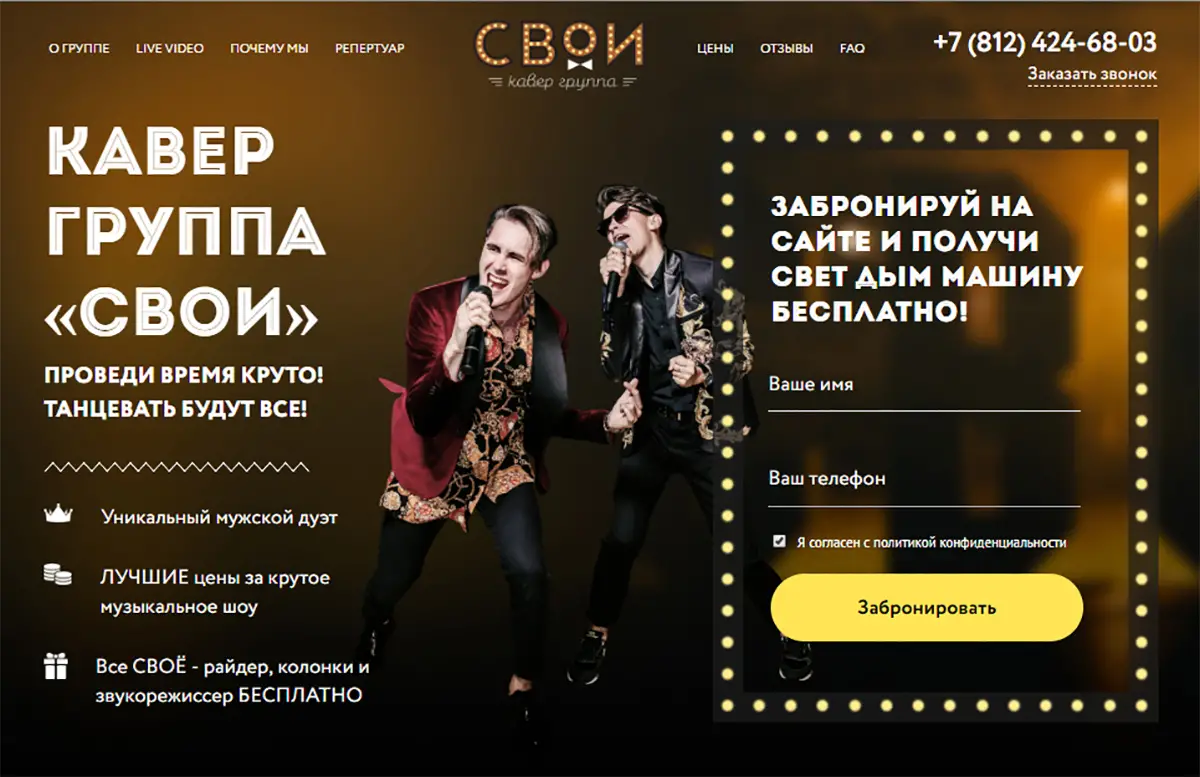 О ГРУППЕ LIVE VIDEO ПОЧЕМУ МЫ РЕПЕРТУАР
СВОИ
кавер группа
ЦЕНЫ ОТЗЫВЫ FAQ
+7 (812) 424-68-03
Заказать звонок
КАВЕР
ГРУППА
«СВОИ»
ПРОВЕДИ ВРЕМЯ КРУТО!
ТАНЦЕВАТЬ БУДУТ ВСЕ!
Уникальный мужской дуэт
ЛУЧШИЕ цены за крутое
музыкальное шоу
Все СВОЁ - райдер, колонки и
звукорежиссер БЕСПЛАТНО
ЗАБРОНИРУЙ НА
САЙТЕ И ПОЛУЧИ
СВЕТ ДЫМ МАШИНУ
БЕСПЛАТНО!
Ваше имя
Ваш телефон
Я согласен с политикой конфиденциальности
Забронировать